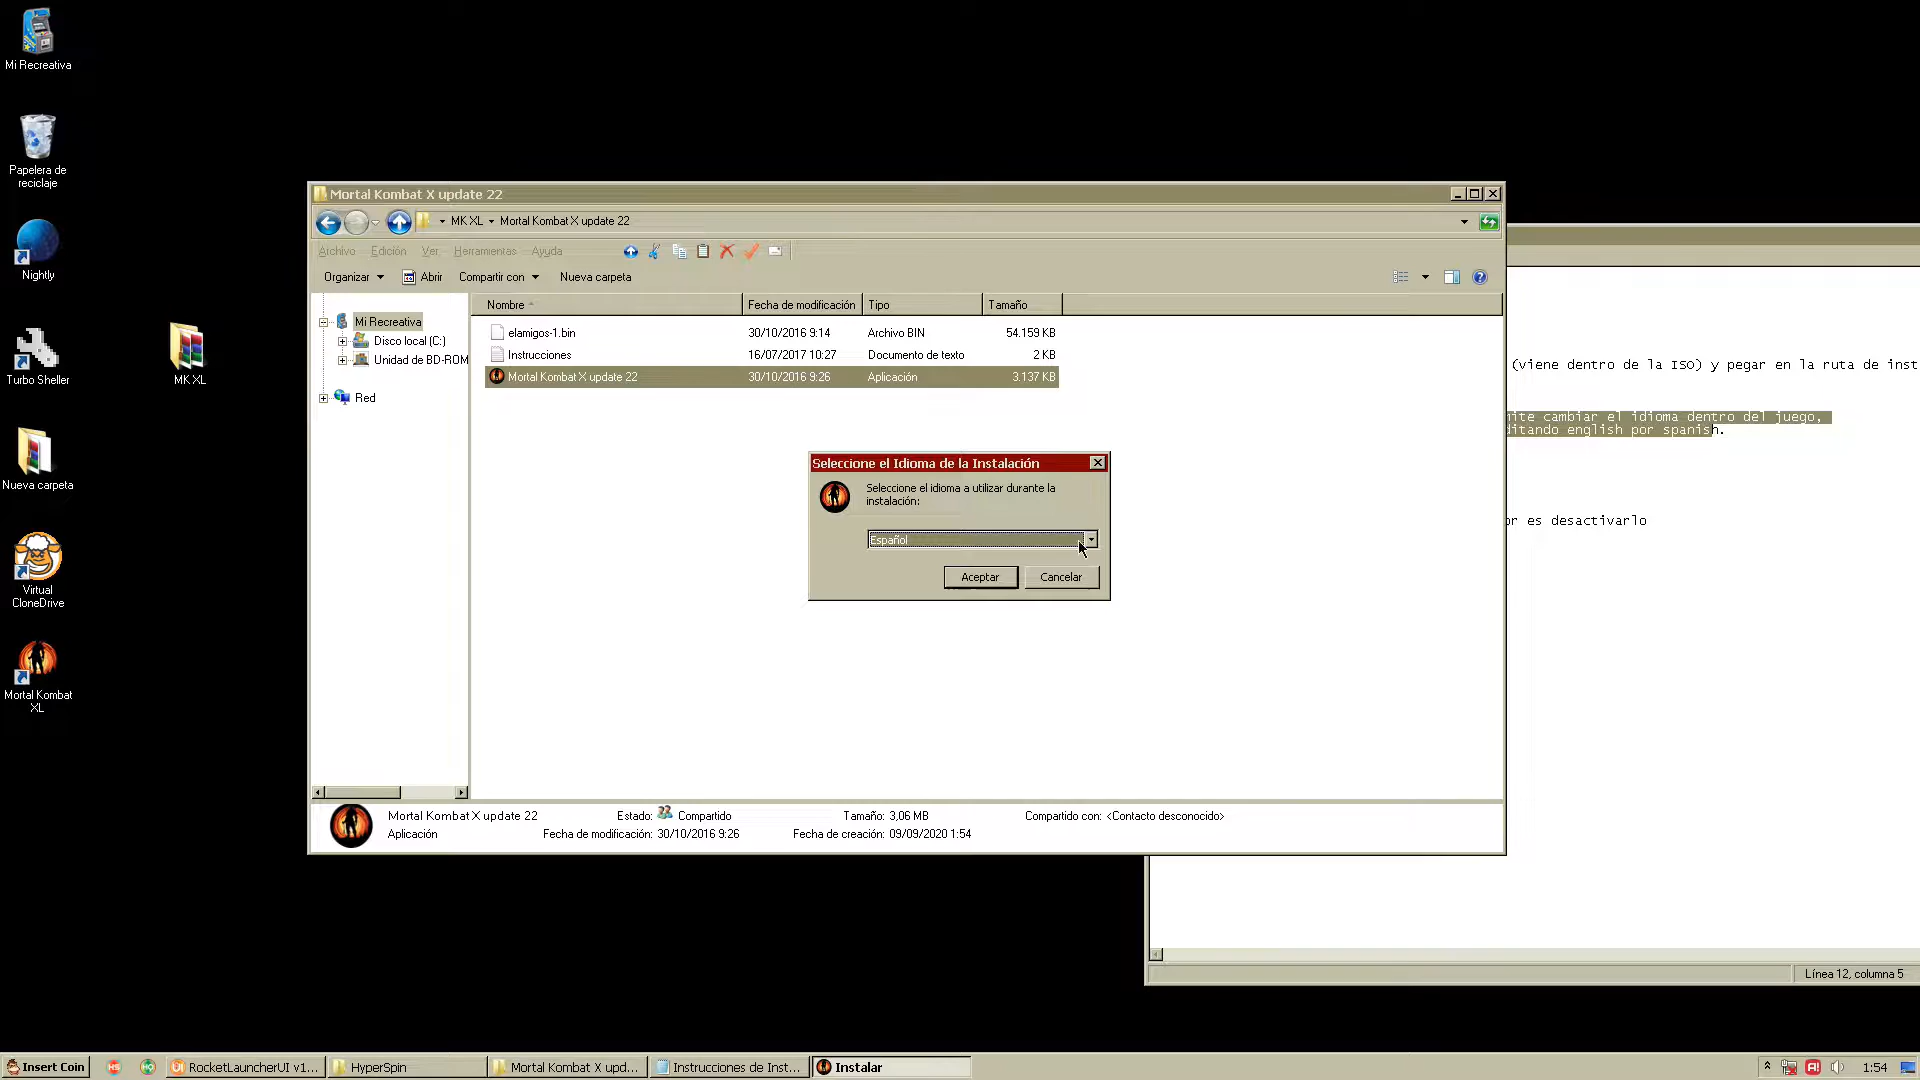 Mi Recreativa
Papelera de
reciclaje
Nightly
Turbo Sheller
MK XL
Nueva carpeta
Virtual
CloneDrive
Mortal Kombat
XL
Mortal Kombat X update 22
MK XL
Mortal Kombat X update 22
Archivo
Edición
Ver
Herramientas
Ayuda
Organizar
Abrir
Compartir con
Nueva carpeta
Mi Recreativa
Disco local (C:)
Unidad de BD-ROM
Red
Nombre
Fecha de modificación
Tipo
Tamaño
elamigos-1.bin
30/10/2016 9:14
Archivo BIN
54.159 KB
Instrucciones
16/07/2017 10:27
Documento de texto
2 KB
Mortal Kombat X update 22
30/10/2016 9:26
Aplicación
3.137 KB
Seleccione el Idioma de la Instalación
Seleccione el idioma a utilizar durante la
instalación:
Español
Aceptar
Cancelar
(viene dentro de la ISO) y pegar en la ruta de inst
ite cambiar el idioma dentro del juego,
ditando english por spanish.
or es desactivarlo
Mortal Kombat X update 22
Aplicación
Estado:
Compartido
Fecha de modificación: 30/10/2016 9:26
Tamaño: 3,06 MB
Fecha de creación: 09/09/2020 1:54
Compartido con: <Contacto desconocido>
Línea 12, columna 5
Insert Coin
HS
HQ
RocketLauncherUI v1...
HyperSpin
Mortal Kombat X upd...
Instrucciones de Inst...
Instalar
1:54